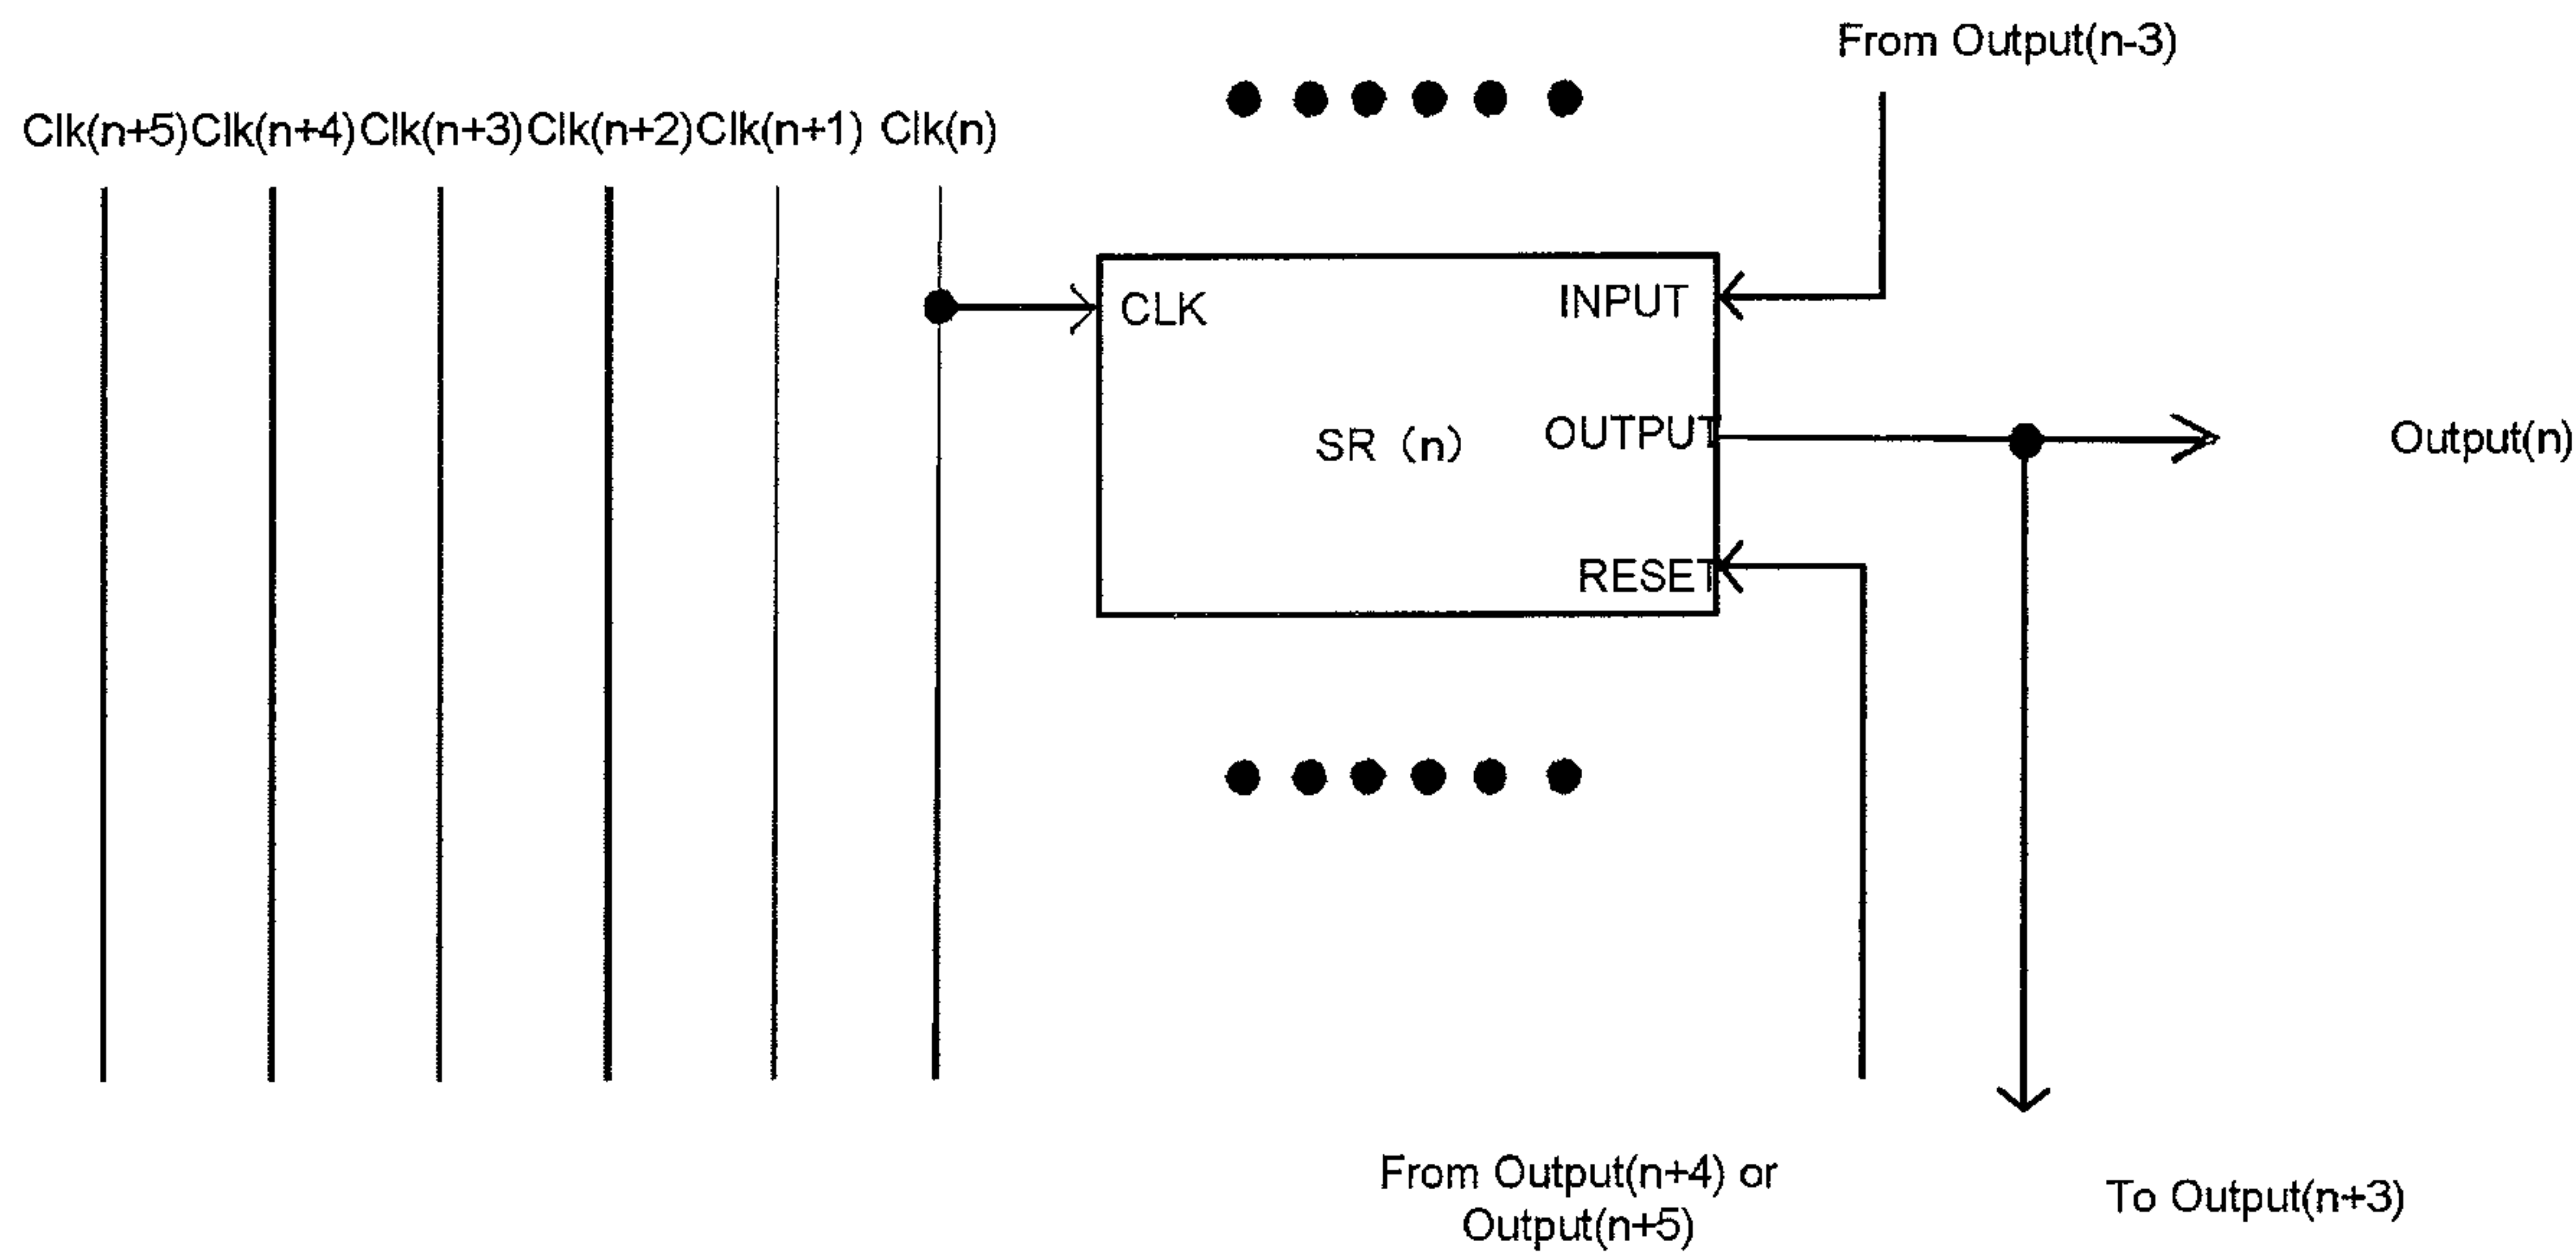 From Output(n-3)
Clk(n+5) Clk(n+4) Clk(n+3) Clk(n+2) Clk(n+1) Clk(n)
CLK
INPUT
SR（n）
OUTPUT
Output(n)
RESET
From Output(n+4) or
Output(n+5)
To Output(n+3)